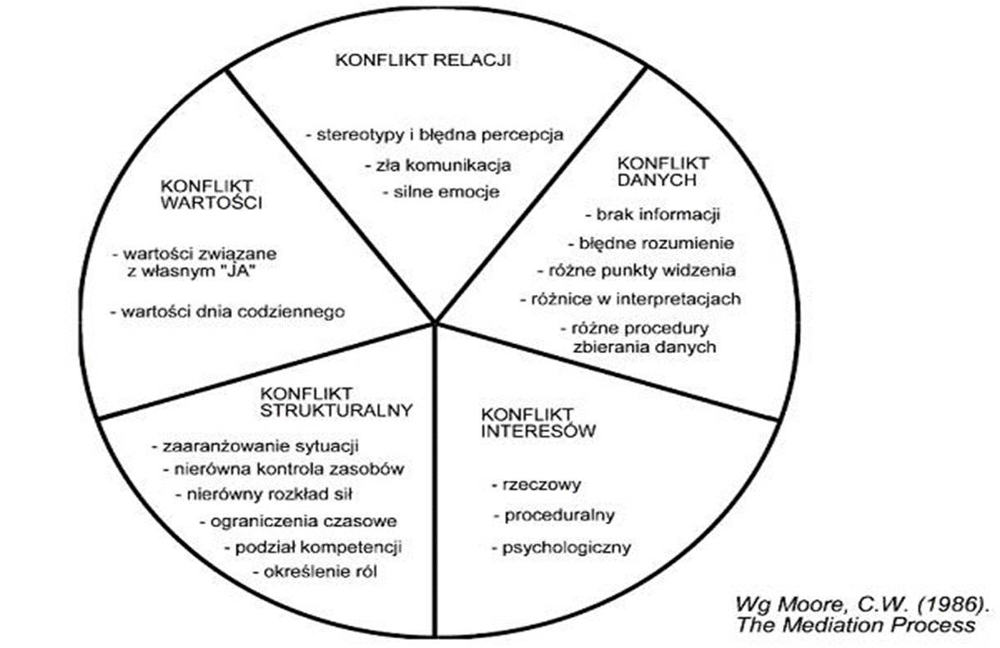 KONFLIKT RELACJI
- stereotypy i błędna percepcja
- zła komunikacja
- silne emocje
KONFLIKT
DANYCH
- brak informacji
- błędne rozumienie
- różne punkty widzenia
- różnice w interpretacjach
- różne procedury
zbierania danych
KONFLIKT
INTERESÓW
- rzeczowy
- proceduralny
- psychologiczny
KONFLIKT
STRUKTURALNY
- zaaranżowanie sytuacji
- nierówna kontrola zasobów
- nierówny rozkład sił
- ograniczenia czasowe
- podział kompetencji
- określenie ról
KONFLIKT
WARTOŚCI
- wartości związane
z własnym "JA"
- wartości dnia codziennego
Wg Moore, C.W. (1986).
The Mediation Process